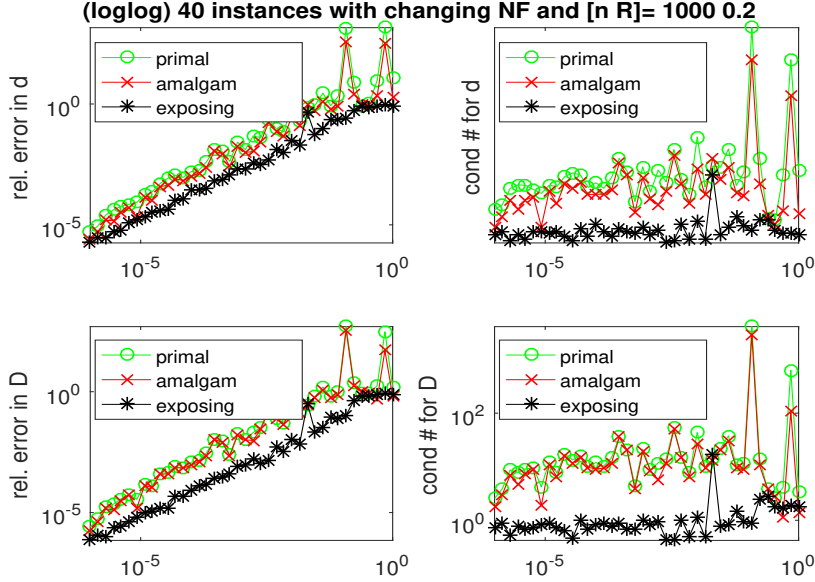 (loglog) 40 instances with changing NF and [n R]= 1000 0.2
rel. error in d
10^0
10^-5
primal
amalgam
exposing
10^-5
10^0
cond # for d
primal
amalgam
exposing
10^-5
10^0
rel. error in D
10^0
10^-5
primal
amalgam
exposing
10^-5
10^0
cond # for D
10^2
10^0
primal
amalgam
exposing
10^-5
10^0